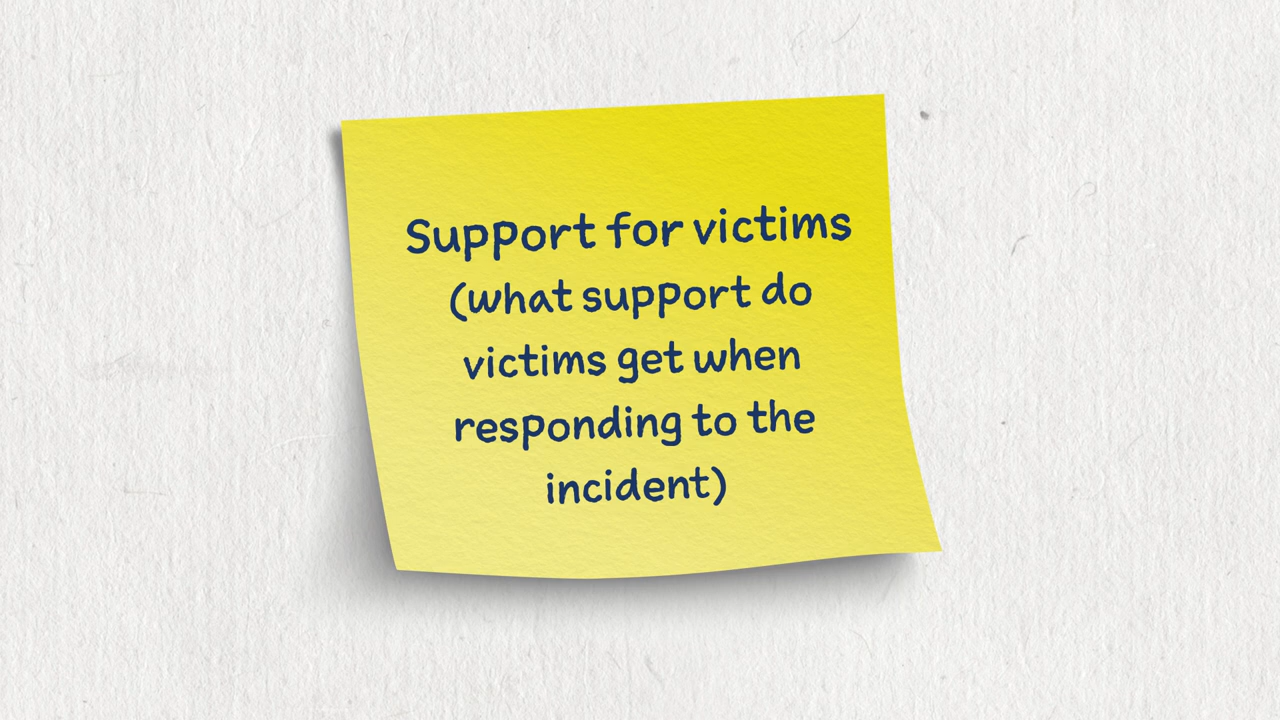 Support for victims
(what support do
victims get when
responding to the
incident)